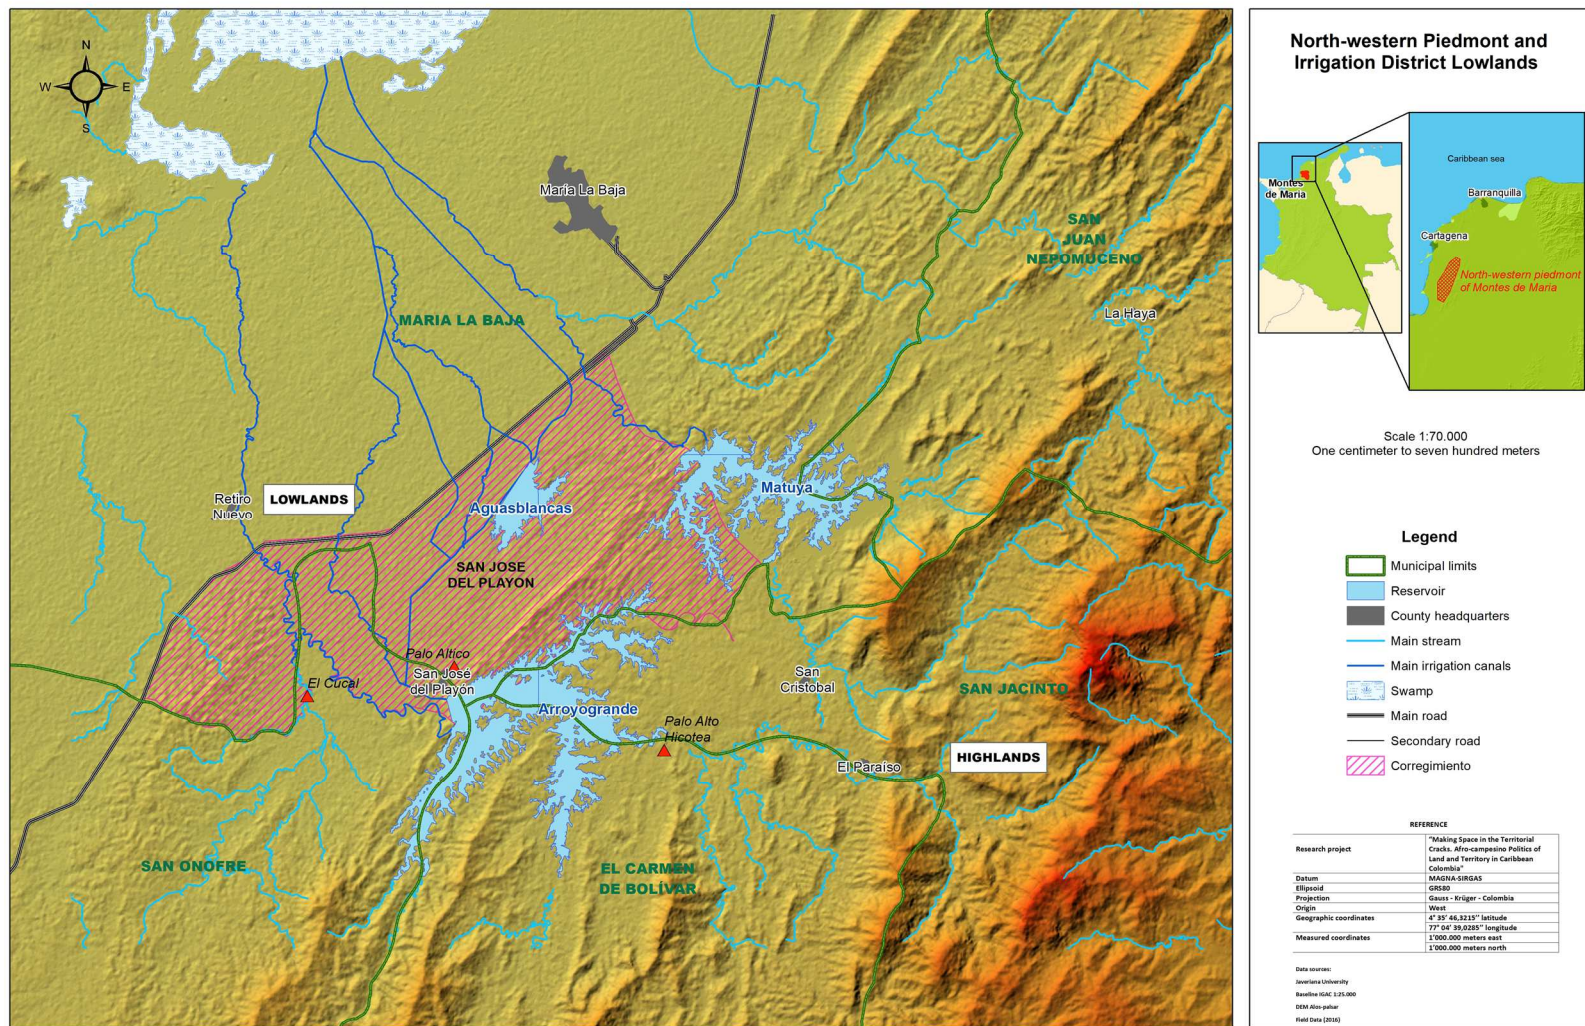 N
W
E
S
María La Baja
SAN
JUAN
NEPOMUCENO
La Haya
MARIA LA BAJA
Retiro
Nuevo
LOWLANDS
Aguasblancas
Matuya
SAN JOSE
DEL PLAYON
Palo Altico
San José
del Playón
El Cucal
Arroyogrande
San
Cristobal
SAN JACINTO
Palo Alto
Hicotea
El Paraíso
HIGHLANDS
SAN ONOFRE
EL CARMEN
DE BOLÍVAR
North-western Piedmont and
Irrigation District Lowlands
Montes
de María
Caribbean sea
Barranquilla
Cartagena
North-western piedmont
of Montes de Maria
Scale 1:70.000
One centimeter to seven hundred meters
Legend
Municipal limits
Reservoir
County headquarters
Main stream
Main irrigation canals
Swamp
Main road
Secondary road
Corregimiento
REFERENCE
Research project
"Making Space in the Territorial
Cracks. Afro-campesino Politics of
Land and Territory in Caribbean
Colombia"
Datum MAGNA-SIRGAS
Ellipsoid GRS80
Projection Gauss - Krüger - Colombia
Origin West
Geographic coordinates 4° 35' 46,3215'' latitude
77° 04' 39,0285'' longitude
Measured coordinates 1'000.000 meters east
1'000.000 meters north
Data sources:
Javeriana University
Baseline IGAC 1:25.000
DEM Alos-palsar
Field Data (2016)